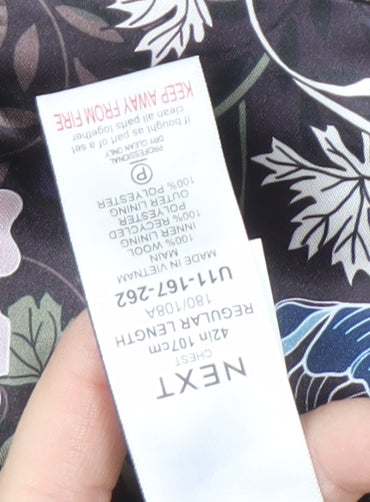 NEXT
CHEST
42in 107cm
REGULAR LENGTH
180/108A
U11-167-262
MADE IN VIETNAM
MAIN
100% WOOL
INNER LINING
100% RECYCLED
POLYESTER
OUTER LINING
100% POLYESTER
P
PROFESSIONAL
DRY CLEAN ONLY
If bought as part of a set
clean all parts together
KEEP AWAY FROM FIRE